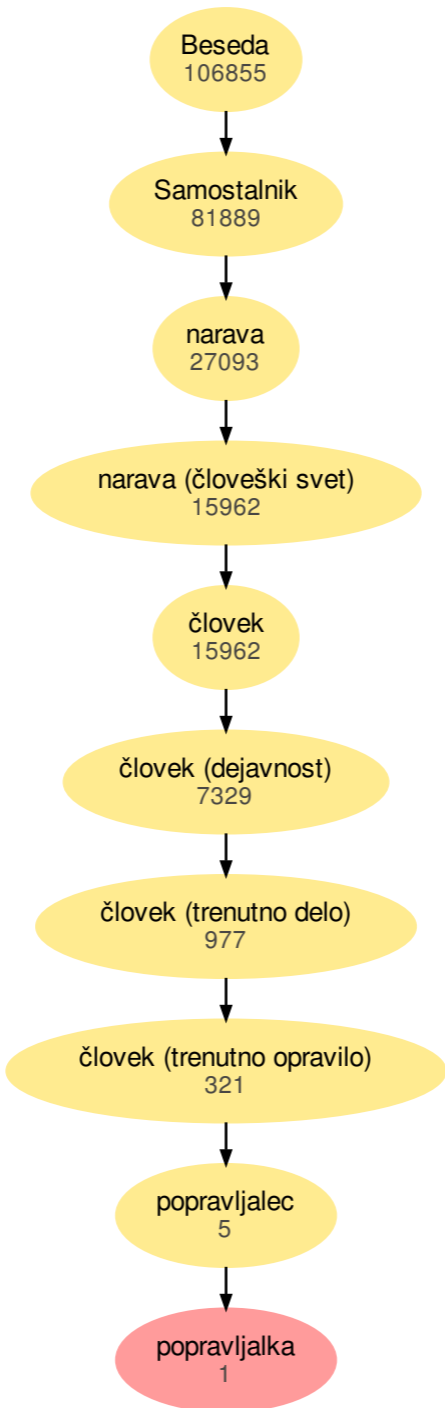 Beseda
106855
Samostalnik
81889
narava
27093
narava (človeški svet)
15962
človek
15962
človek (dejavnost)
7329
človek (trenutno delo)
977
človek (trenutno opravilo)
321
popravljalec
5
popravljalka
1